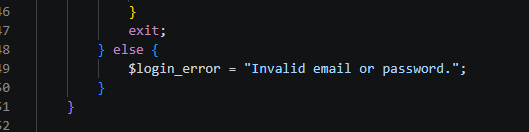 46 }
47 exit;
48 } else {
49 $login_error = "Invalid email or password.";
50 }
51 }
52